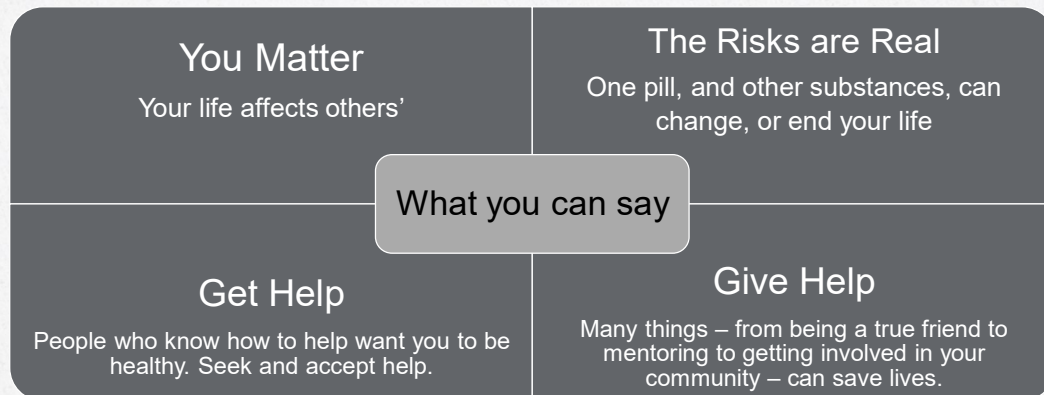 You Matter
Your life affects others’
The Risks are Real
One pill, and other substances, can
change, or end your life
What you can say
Get Help
People who know how to help want you to be
healthy. Seek and accept help.
Give Help
Many things – from being a true friend to
mentoring to getting involved in your
community – can save lives.